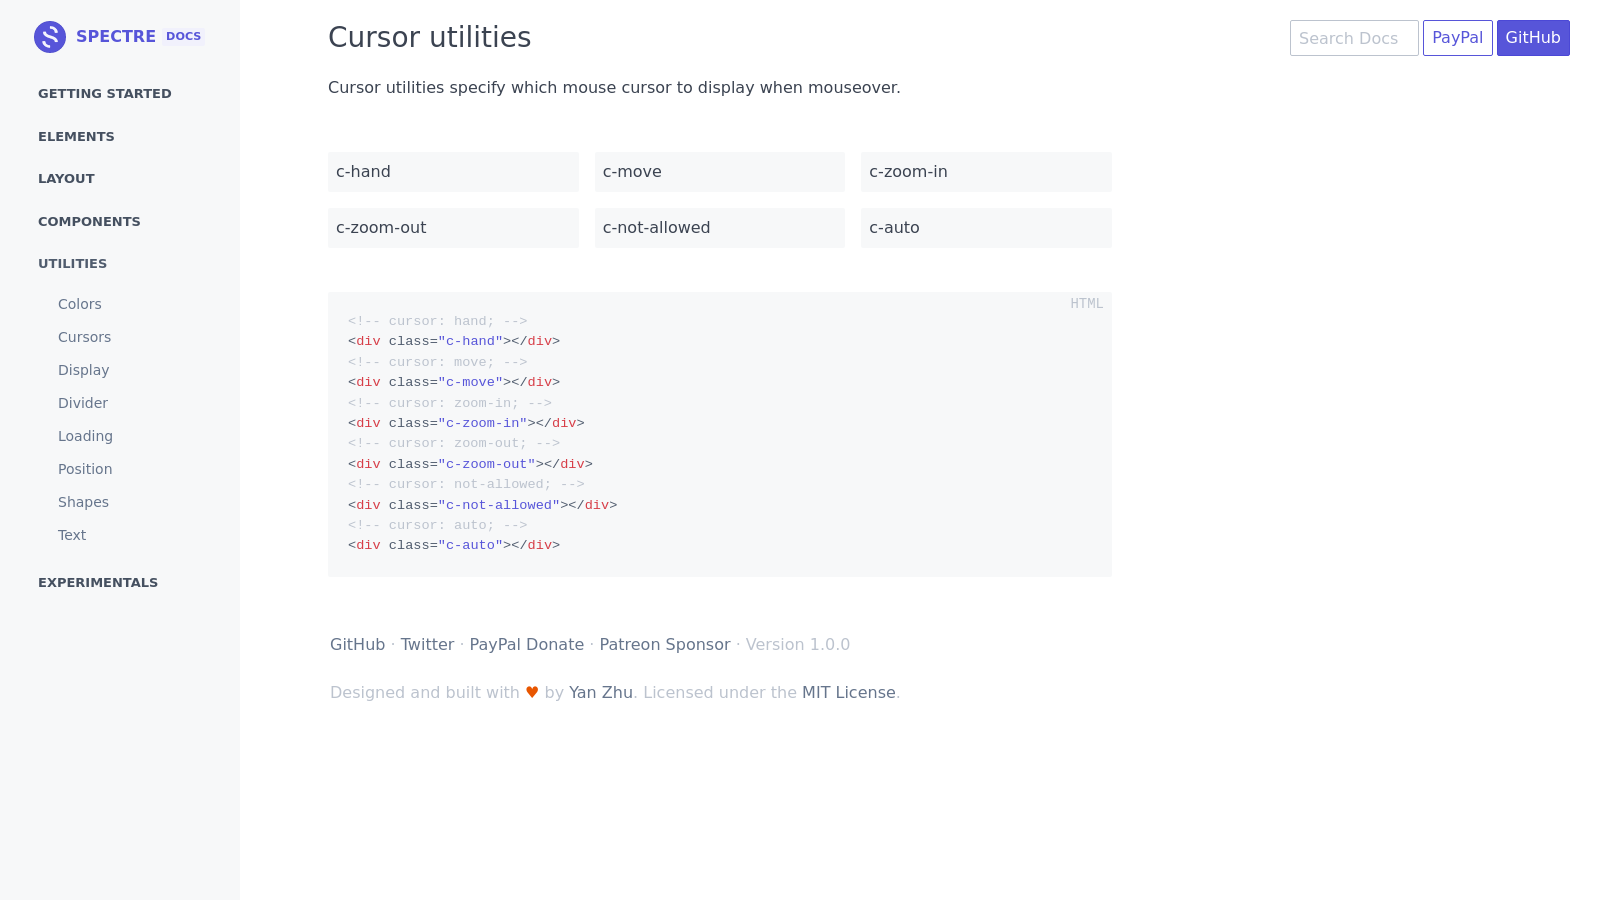 SPECTRE DOCS
GETTING STARTED
ELEMENTS
LAYOUT
COMPONENTS
UTILITIES
Colors
Cursors
Display
Divider
Loading
Position
Shapes
Text
EXPERIMENTALS
Cursor utilities
Search Docs PayPal GitHub
Cursor utilities specify which mouse cursor to display when mouseover.
c-hand c-move c-zoom-in
c-zoom-out c-not-allowed c-auto
HTML
<!-- cursor: hand; -->
<div class="c-hand"></div>
<!-- cursor: move; -->
<div class="c-move"></div>
<!-- cursor: zoom-in; -->
<div class="c-zoom-in"></div>
<!-- cursor: zoom-out; -->
<div class="c-zoom-out"></div>
<!-- cursor: not-allowed; -->
<div class="c-not-allowed"></div>
<!-- cursor: auto; -->
<div class="c-auto"></div>
GitHub · Twitter · PayPal Donate · Patreon Sponsor · Version 1.0.0
Designed and built with ♥ by Yan Zhu. Licensed under the MIT License.